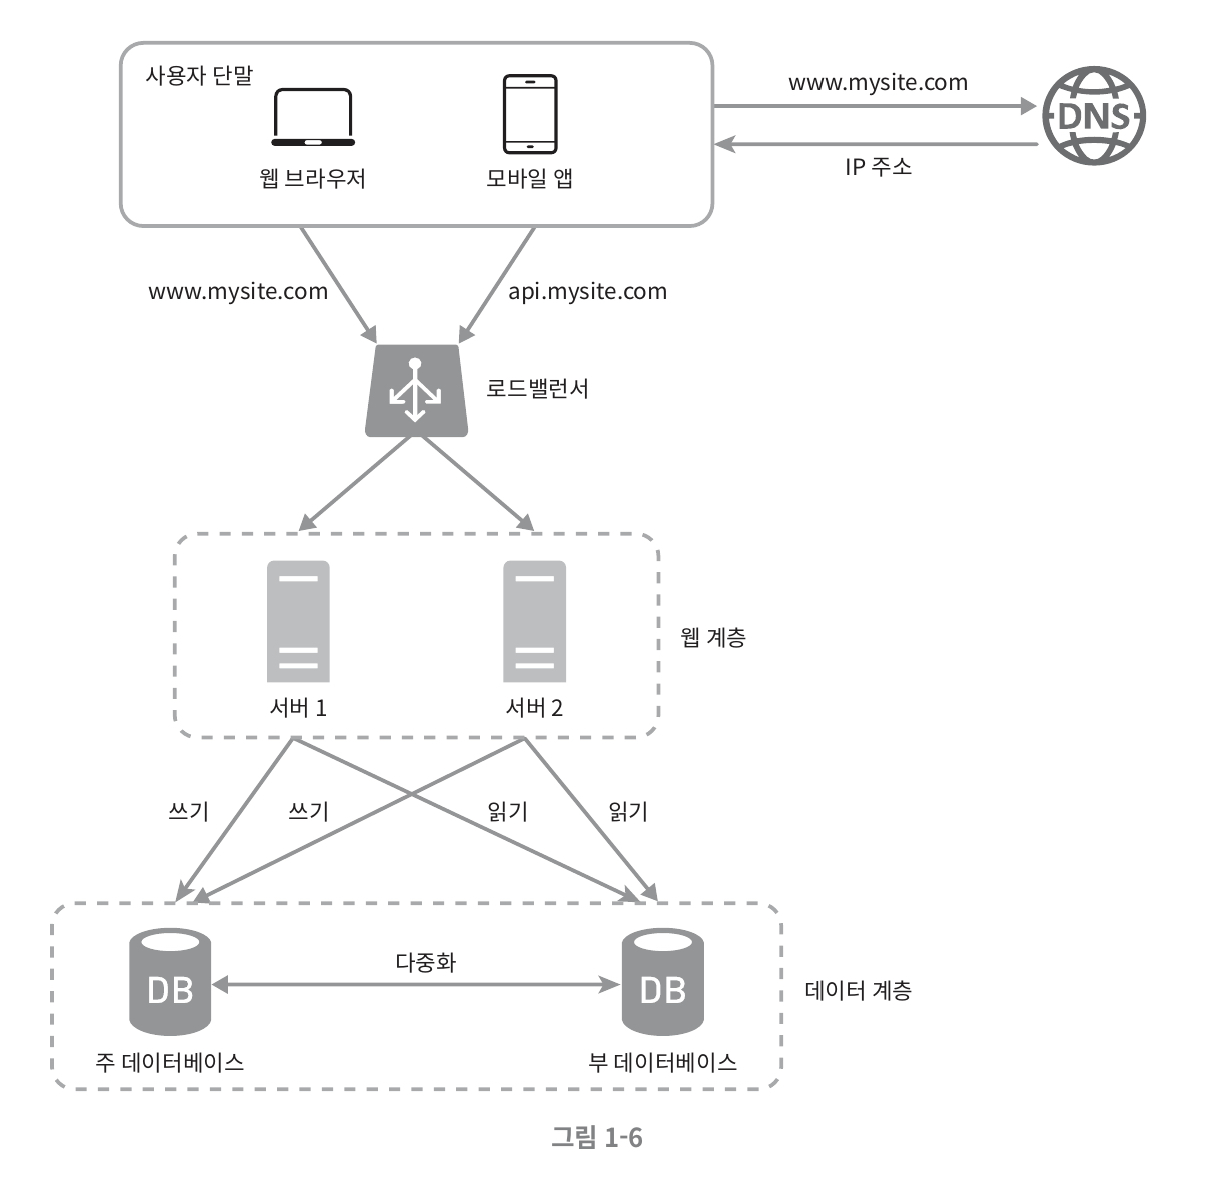 사용자 단말
웹 브라우저
모바일 앱
www.mysite.com
DNS
IP 주소
www.mysite.com
api.mysite.com
로드밸런서
서버 1
서버 2
웹 계층
쓰기
쓰기
읽기
읽기
DB
다중화
DB
데이터 계층
주 데이터베이스
부 데이터베이스
그림 1-6